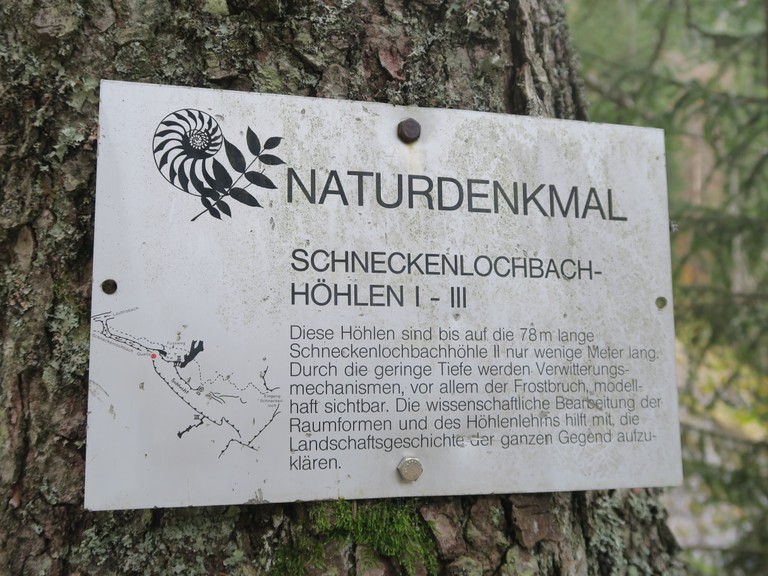 NATURDENKMAL
SCHNECKENLOCHBACH-
HÖHLEN I - III
Diese Höhlen sind bis auf die 78m lange
Schneckenlochbachhöhle II nur wenige Meter lang.
Durch die geringe Tiefe werden Verwitterungs-
mechanismen, vor allem der Frostbruch, modell-
haft sichtbar. Die wissenschaftliche Bearbeitung der
Raumformen und des Höhlenlehms hilft mit, die
Landschaftsgeschichte der ganzen Gegend aufzu-
klären.